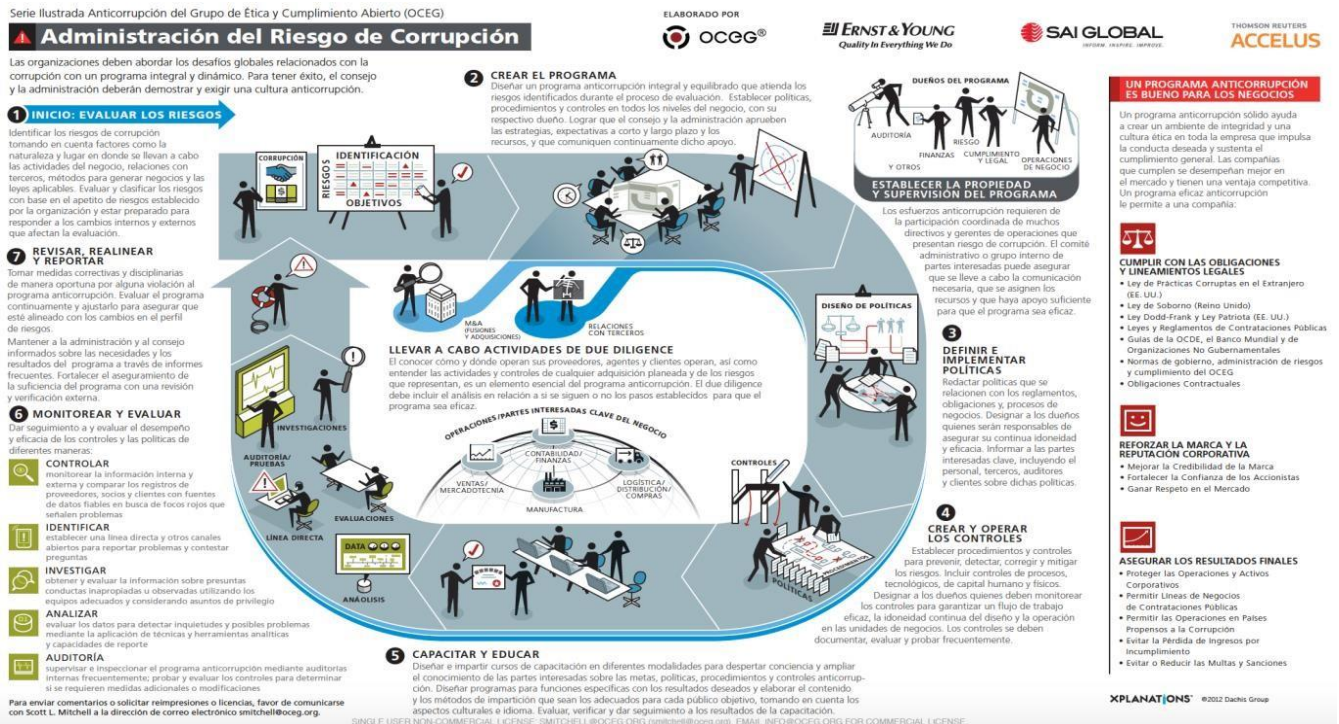 Serie Ilustrada Anticorrupción del Grupo de Ética y Cumplimiento Abierto (OCEG)
Administración del Riesgo de Corrupción
Las organizaciones deben abordar los desafíos globales relacionados con la
corrupción con un programa integral y dinámico. Para tener éxito, el consejo
y la administración deberán demostrar y exigir una cultura anticorrupción.
ELABORADO POR
OCEG®
ERNST & YOUNG
Quality In Everything We Do
SAI GLOBAL
INFORM. INSPIRE. IMPROVE.
THOMSON REUTERS
ACCELUS
1 INICIO: EVALUAR LOS RIESGOS
Identificar los riesgos de corrupción
tomando en cuenta factores como la
naturaleza y lugar en donde se llevan a cabo
las actividades del negocio, relaciones con
terceros, métodos para generar negocios y las
leyes aplicables. Evaluar y clasificar los riesgos
con base en el apetito de riesgos establecido
por la organización y estar preparado para
responder a los cambios internos y externos
que afectan la evaluación.
CORRUPCIÓN
IDENTIFICACIÓN
RIESGOS
OBJETIVOS
2 CREAR EL PROGRAMA
Diseñar un programa anticorrupción integral y equilibrado que atienda los
riesgos identificados durante el proceso de evaluación. Establecer políticas,
procedimientos y controles en todos los niveles del negocio, con su
respectivo dueño. Lograr que el consejo y la administración aprueben
las estrategias, expectativas a corto y largo plazo y los
recursos, y que comuniquen continuamente dicho apoyo.
DUEÑOS DEL PROGRAMA
AUDITORÍA
FINANZAS
RIESGO
CUMPLIMIENTO
Y LEGAL
OPERACIONES
DE NEGOCIO
Y OTROS
ESTABLECER LA PROPIEDAD
Y SUPERVISIÓN DEL PROGRAMA
Los esfuerzos anticorrupción requieren de
la participación coordinada de muchos
directivos y gerentes de operaciones que
presentan riesgo de corrupción. El comité
administrativo o grupo interno de
partes interesadas puede asegurar
que se lleve a cabo la comunicación
necesaria, que se asignen los
recursos y que haya apoyo suficiente
para que el programa sea eficaz.
DISEÑO DE POLÍTICAS
3 DEFINIR E
IMPLEMENTAR
POLÍTICAS
Redactar políticas que se
relacionen con los reglamentos,
obligaciones y, procesos de
negocios. Designar a los dueños
quienes serán responsables de
asegurar su continua idoneidad
y eficacia. Informar a las partes
interesadas clave, incluyendo el
personal, terceros, auditores
y clientes sobre dichas políticas.
CONTROLES
POLÍTICAS
PROCEDIMIENTOS
4 CREAR Y OPERAR
LOS CONTROLES
Establecer procedimientos y controles
para prevenir, detectar, corregir y mitigar
los riesgos. Incluir controles de procesos,
tecnológicos, de capital humano y físicos.
Designar a los dueños quienes deben monitorear
los controles para garantizar un flujo de trabajo
eficaz, la idoneidad continua del diseño y la operación
en las unidades de negocios. Los controles se deben
documentar, evaluar y probar frecuentemente.
M&A
(FUSIONES
Y ADQUISICIONES)
RELACIONES
CON TERCEROS
LLEVAR A CABO ACTIVIDADES DE DUE DILIGENCE
El conocer cómo y dónde operan sus proveedores, agentes y clientes operan, así como
entender las actividades y controles de cualquier adquisición planeada y de los riesgos
que representan, es un elemento esencial del programa anticorrupción. El due diligence
debe incluir el análisis en relación a si se siguen o no los pasos establecidos para que el
programa sea eficaz.
OPERACIONES/PARTES INTERESADAS CLAVE DEL NEGOCIO
CONTABILIDAD/
FINANZAS
VENTAS/
MERCADOTECNIA
LOGÍSTICA/
DISTRIBUCIÓN/
COMPRAS
MANUFACTURA
5 CAPACITAR Y EDUCAR
Diseñar e impartir cursos de capacitación en diferentes modalidades para despertar conciencia y ampliar
el conocimiento de las partes interesadas sobre las metas, políticas, procedimientos y controles anticorrup-
ción. Diseñar programas para funciones específicas con los resultados deseados y elaborar el contenido
y los métodos de impartición que sean los adecuados para cada público objetivo, tomando en cuenta los
aspectos culturales e idioma. Evaluar, verificar y dar seguimiento a los resultados de la capacitación.
7 REVISAR, REALINEAR
Y REPORTAR
Tomar medidas correctivas y disciplinarias
de manera oportuna por alguna violación al
programa anticorrupción. Evaluar el programa
continuamente y ajustarlo para asegurar que
esté alineado con los cambios en el perfil
de riesgos.
Mantener a la administración y al consejo
informados sobre las necesidades y los
resultados del programa a través de informes
frecuentes. Fortalecer el aseguramiento de
la suficiencia del programa con una revisión
y verificación externa.
6 MONITOREAR Y EVALUAR
Dar seguimiento a y evaluar el desempeño
y eficacia de los controles y las políticas de
diferentes maneras:
CONTROLAR
monitorear la información interna y
externa y comparar los registros de
proveedores, socios y clientes con fuentes
de datos fiables en busca de focos rojos que
señalen problemas
IDENTIFICAR
establecer una línea directa y otros canales
abiertos para reportar problemas y contestar
preguntas
INVESTIGAR
obtener y evaluar la información sobre presuntas
conductas inapropiadas u observadas utilizando los
equipos adecuados y considerando asuntos de privilegio
ANALIZAR
evaluar los datos para detectar inquietudes y posibles problemas
mediante la aplicación de técnicas y herramientas analíticas
y capacidades de reporte
AUDITORÍA
supervisar e inspeccionar el programa anticorrupción mediante auditorías
internas frecuentemente; probar y evaluar los controles para determinar
si se requieren medidas adicionales o modificaciones
INVESTIGACIONES
AUDITORÍA/
PRUEBAS
EVALUACIONES
LÍNEA DIRECTA
DATA
ANÁOLISIS
Para enviar comentarios o solicitar reimpresiones o licencias, favor de comunicarse
con Scott L. Mitchell a la dirección de correo electrónico smitchell@oceg.org.
UN PROGRAMA ANTICORRUPCIÓN
ES BUENO PARA LOS NEGOCIOS
Un programa anticorrupción sólido ayuda
a crear un ambiente de integridad y una
cultura ética en toda la empresa que impulsa
la conducta deseada y sustenta el
cumplimiento general. Las compañías
que cumplen se desempeñan mejor en
el mercado y tienen una ventaja competitiva.
Un programa eficaz anticorrupción
le permite a una compañía:
CUMPLIR CON LAS OBLIGACIONES
Y LINEAMIENTOS LEGALES
• Ley de Prácticas Corruptas en el Extranjero
(EE. UU.)
• Ley de Soborno (Reino Unido)
• Ley Dodd-Frank y Ley Patriota (EE. UU.)
• Leyes y Reglamentos de Contrataciones Públicas
• Guías de la OCDE, el Banco Mundial y de
Organizaciones No Gubernamentales
• Normas de gobierno, administración de riesgos
y cumplimiento del OCEG
• Obligaciones Contractuales
REFORZAR LA MARCA Y LA
REPUTACIÓN CORPORATIVA
• Mejorar la Credibilidad de la Marca
• Fortalecer la Confianza de los Accionistas
• Ganar Respeto en el Mercado
ASEGURAR LOS RESULTADOS FINALES
• Proteger las Operaciones y Activos
Corporativos
• Permitir Líneas de Negocios
de Contrataciones Públicas
• Permitir las Operaciones en Países
Propensos a la Corrupción
• Evitar la Pérdida de Ingresos por
Incumplimiento
• Evitar o Reducir las Multas y Sanciones
XPLANATIONS™ ©2012 Dachis Group
SINGLE USER NON-COMMERCIAL LICENSE: SMITCHELL@OCEG.ORG (smitchell@oceg.org). EMAIL INFO@OCEG.ORG FOR COMMERCIAL LICENSE